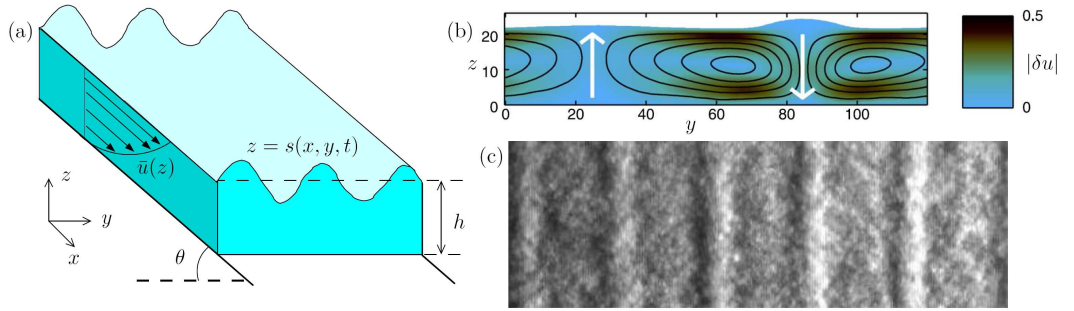 (a)
z = s(x, y, t)
ū(z)
z
y
x
θ
h
(b)
z
20
10
0
0
20
40
60
80
100
y
0.5
|δu|
0
(c)